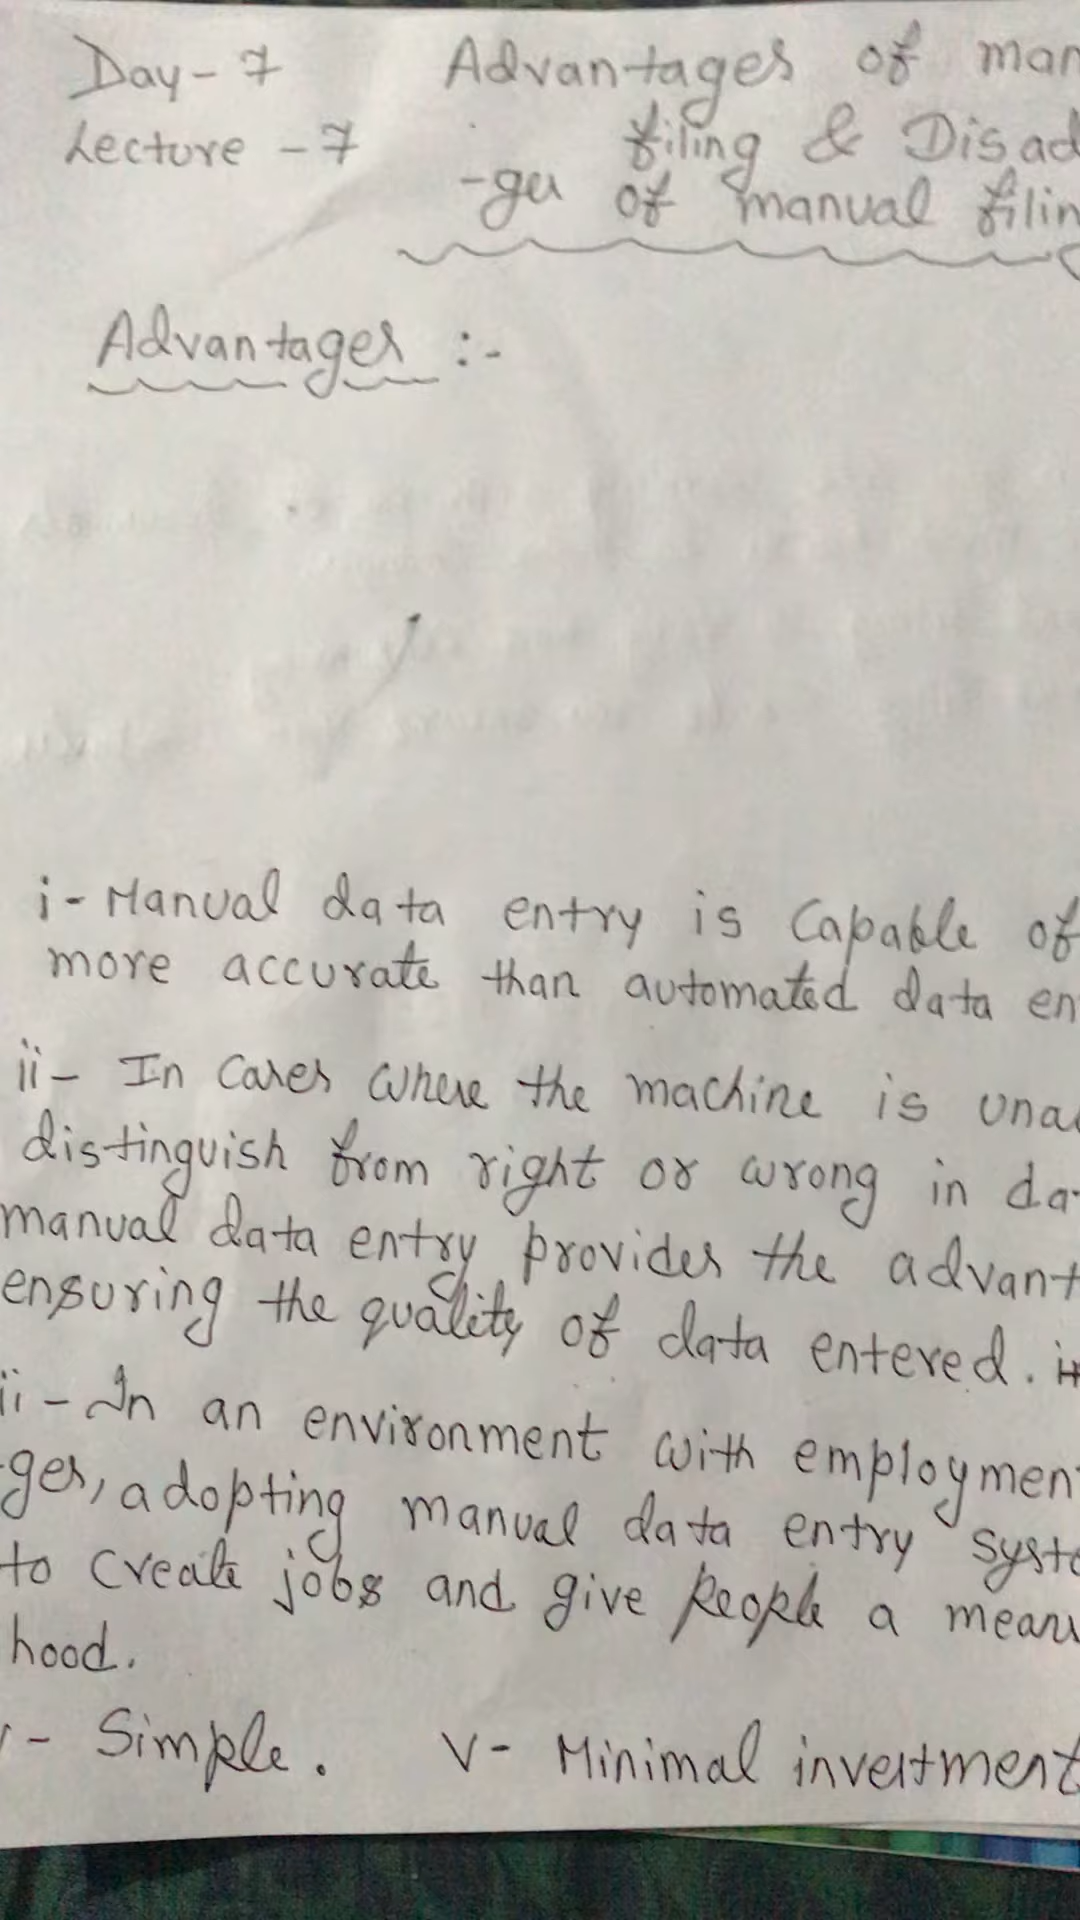 Day-7 Advantages of man
Lecture -7 filing & Disad
-ges of manual filin
Advantages :-
i- Manual data entry is Capable of
more accurate than automated data en
ii- In Cases where the machine is una
distinguish from right or wrong in da
manual data entry provides the advant
ensuring the quality of data entered.
ii - In an environment with employmen
-ges, adopting manual data entry syste
to create jobs and give people a means
hood.
- Simple. V- Minimal investment